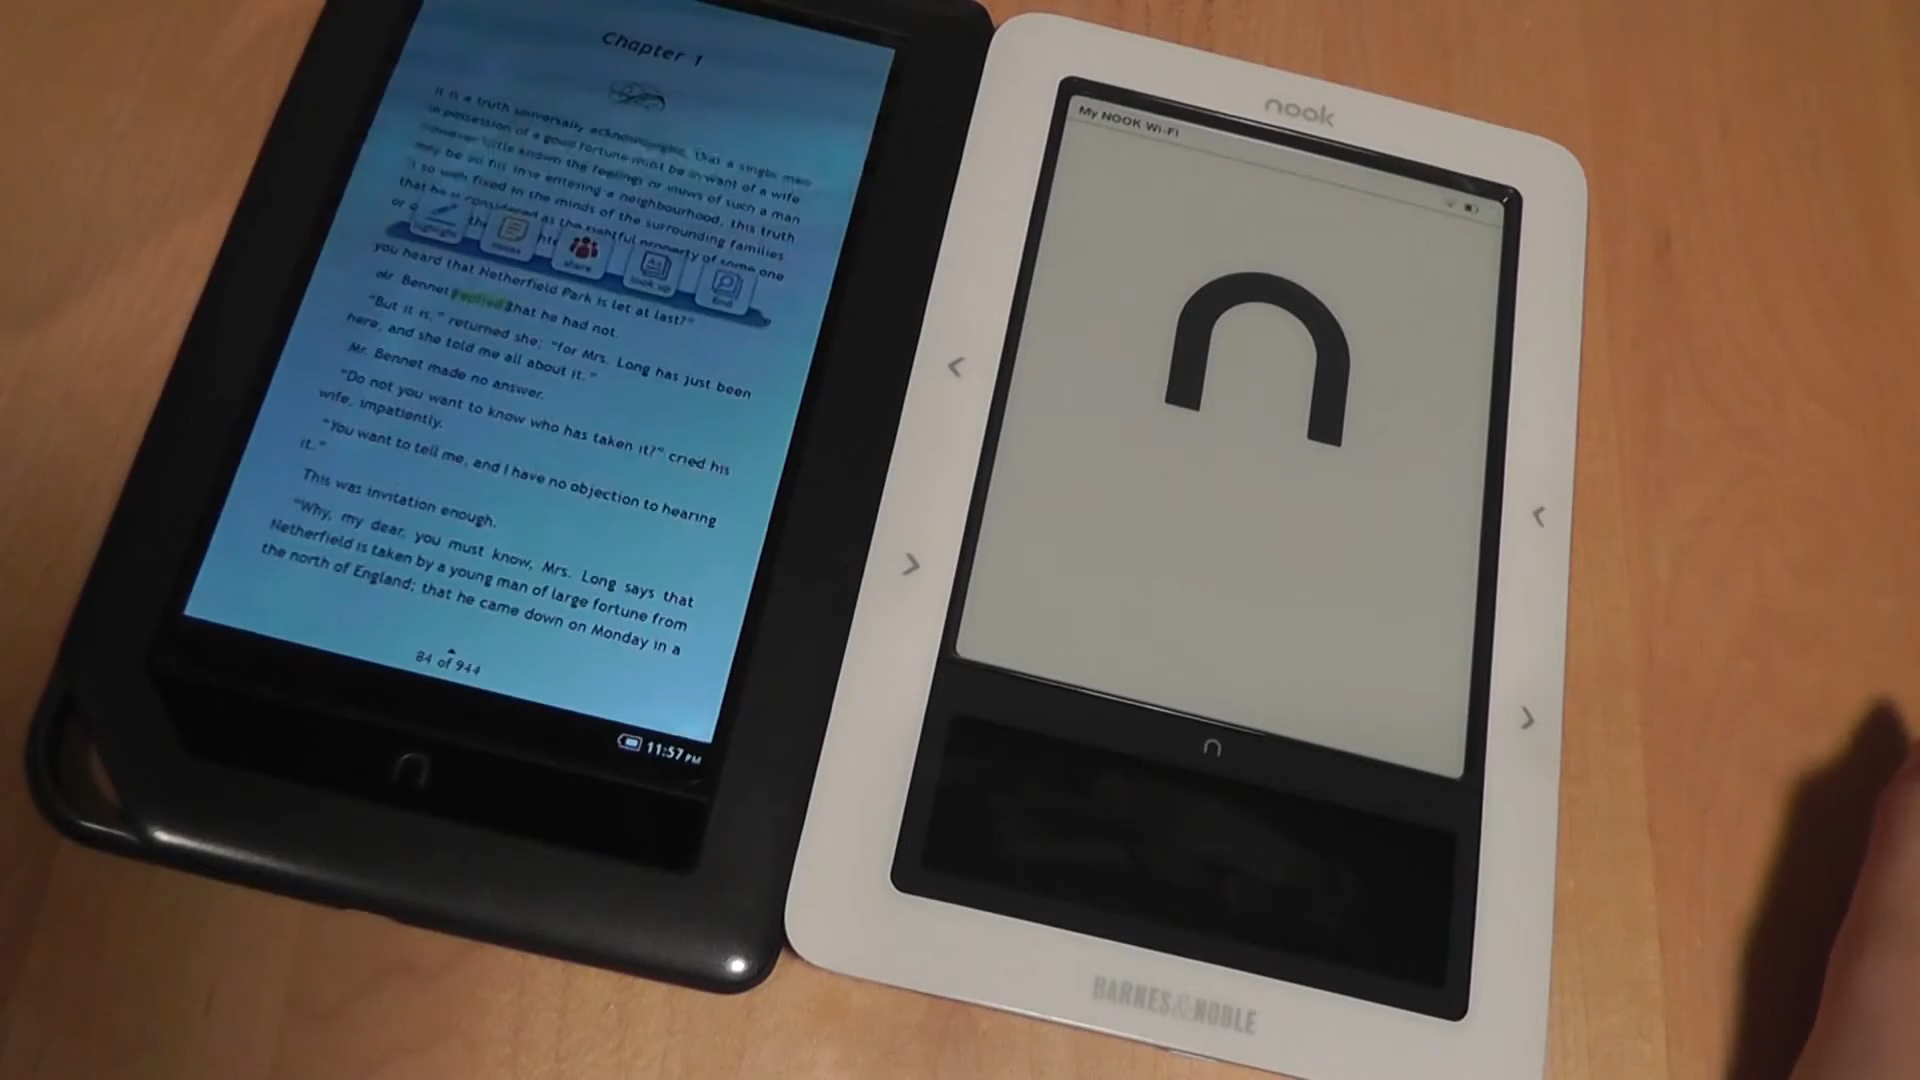 Chapter 1
It is a truth universally acknowledged, that a single man
in possession of a good fortune must be in want of a wife
However little known the feelings or views of such a man
may be on his entering a neighbourhood, this truth
is so well fixed in the minds of the surrounding families
that he is considered as the rightful property of some one
or o
highlight
notes
share
look up
find
you heard that Netherfield Park is let at last?"
Mr. Bennet replied that he had not.
"But it is," returned she; "for Mrs. Long has just been
here, and she told me all about it."
Mr. Bennet made no answer.
"Do not you want to know who has taken it?" cried his
wife, impatiently.
"You want to tell me, and I have no objection to hearing
it."
This was invitation enough.
"Why, my dear, you must know, Mrs. Long says that
Netherfield is taken by a young man of large fortune from
the north of England; that he came down on Monday in a
84 of 944
11:57 PM
nook
My NOOK Wi-Fi
BARNES&NOBLE